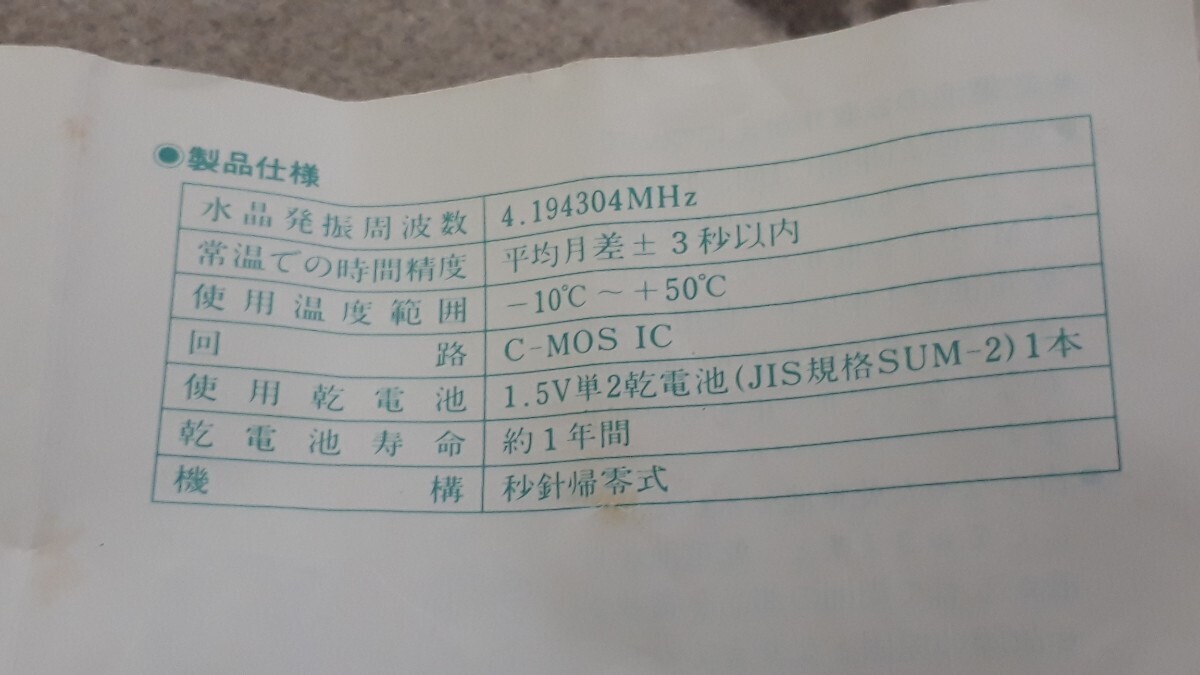 ◉製品仕様
水晶発振周波数 4.194304MHz
常温での時間精度 平均月差±3秒以内
使用温度範囲 −10℃～+50℃
回路 C-MOS IC
使用乾電池 1.5V単2乾電池(JIS規格SUM-2)1本
乾電池寿命 約1年間
機構 秒針帰零式